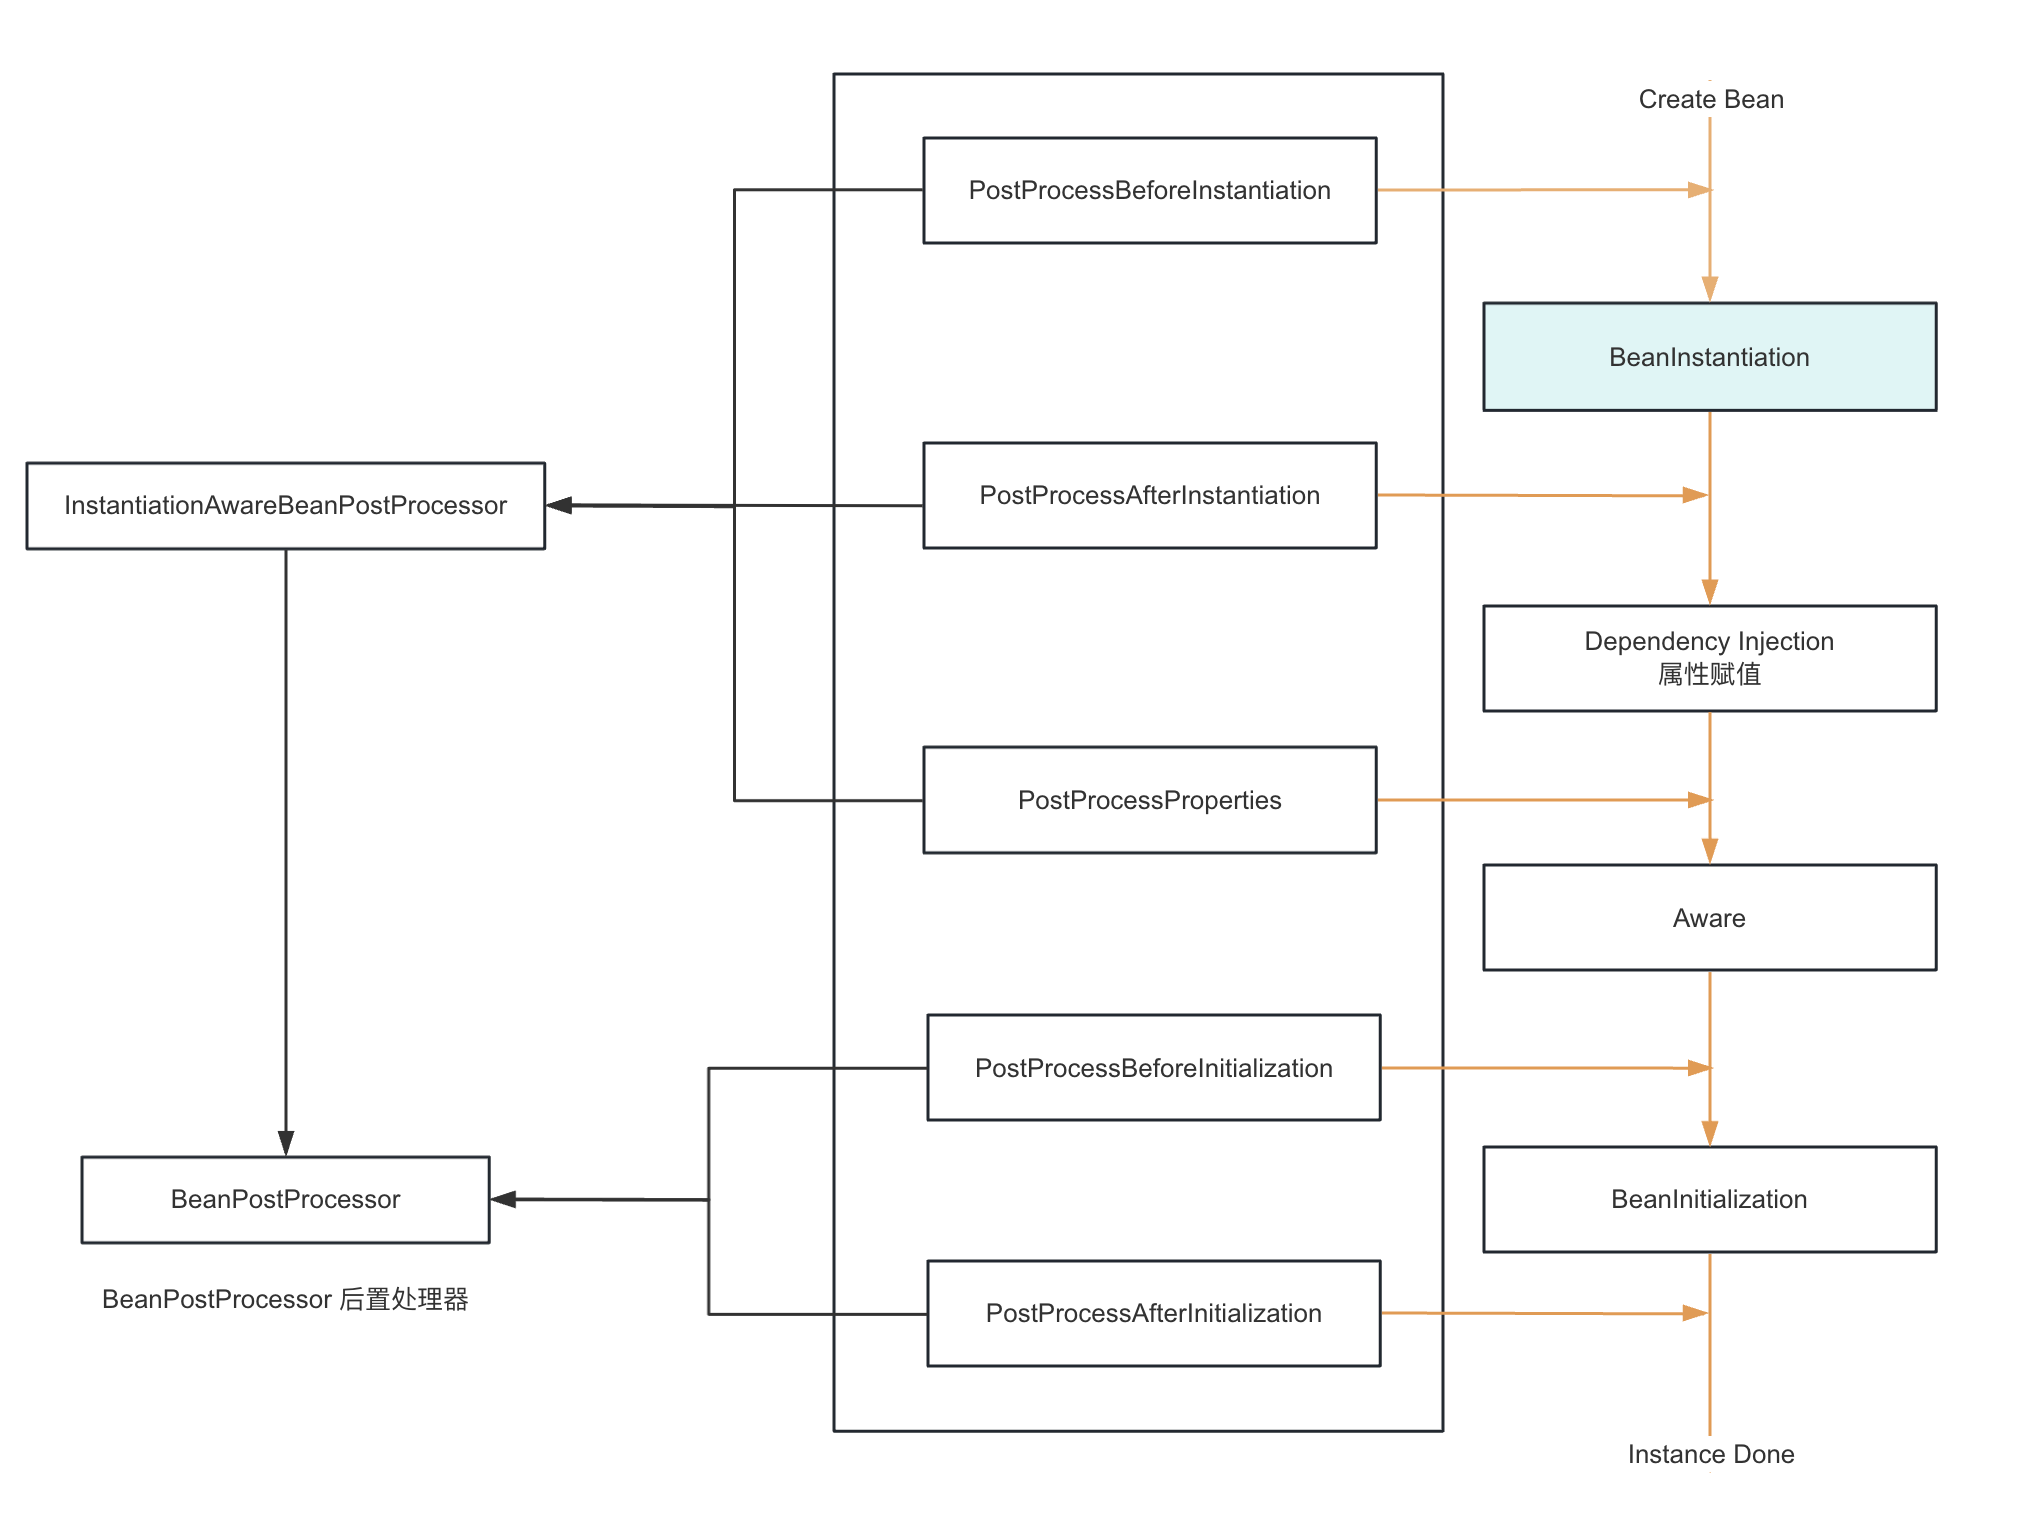 Create Bean
PostProcessBeforeInstantiation
BeanInstantiation
PostProcessAfterInstantiation
InstantiationAwareBeanPostProcessor
Dependency Injection
属性赋值
PostProcessProperties
Aware
PostProcessBeforeInitialization
BeanPostProcessor
BeanInitialization
BeanPostProcessor 后置处理器
PostProcessAfterInitialization
Instance Done